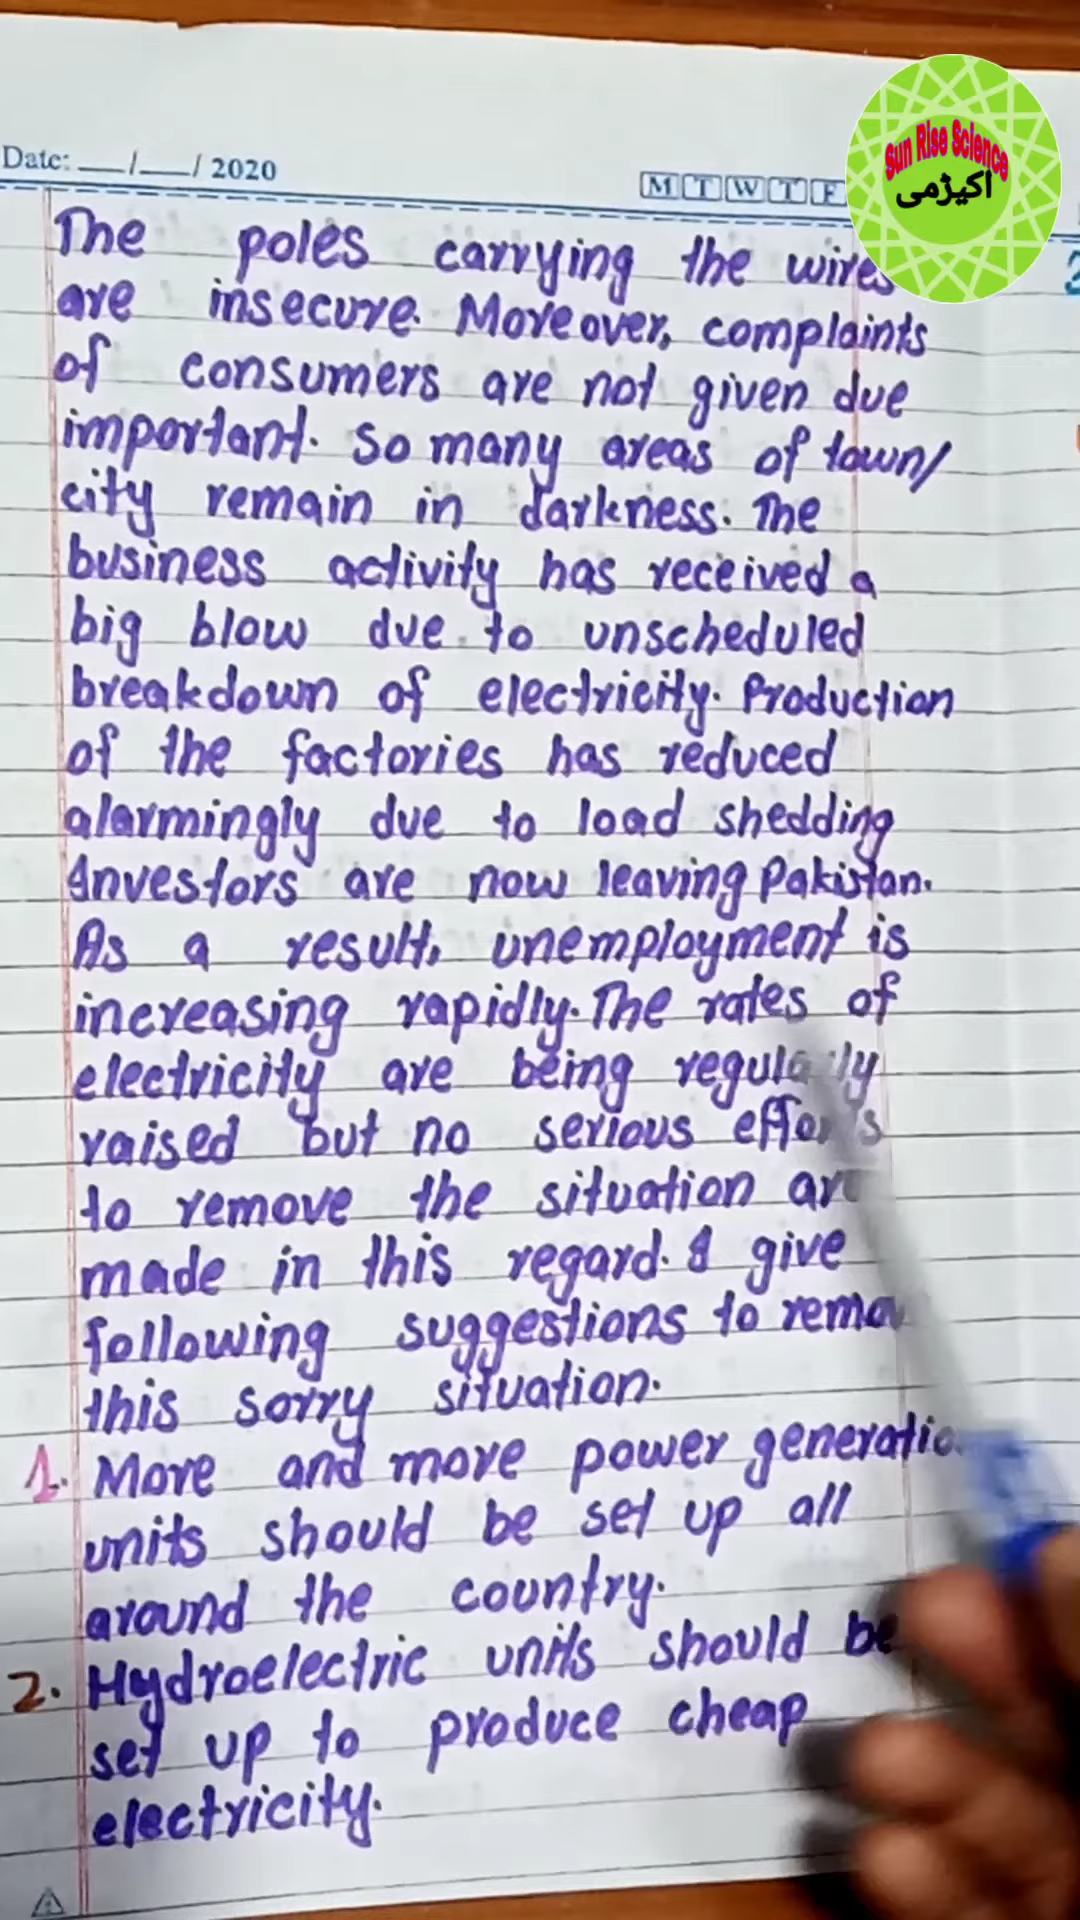 Date: __/__/ 2020
M T W T F
Sun Rise Science
اکیڑمی
The poles carrying the wires
are insecure. Moreover, complaints
of consumers are not given due
important. So many areas of town/
city remain in darkness. The
business activity has received a
big blow due to unscheduled
breakdown of electricity. Production
of the factories has reduced
alarmingly due to load shedding
Investors are now leaving Pakistan.
As a result, unemployment is
increasing rapidly. The rates of
electricity are being regularly
raised but no serious efforts
to remove the situation are
made in this regard. I give
following suggestions to
this sorry situation.
1. More and more power
units should be set up all
around the country.
2. Hydroelectric units should be
set up to produce cheap
electricity.